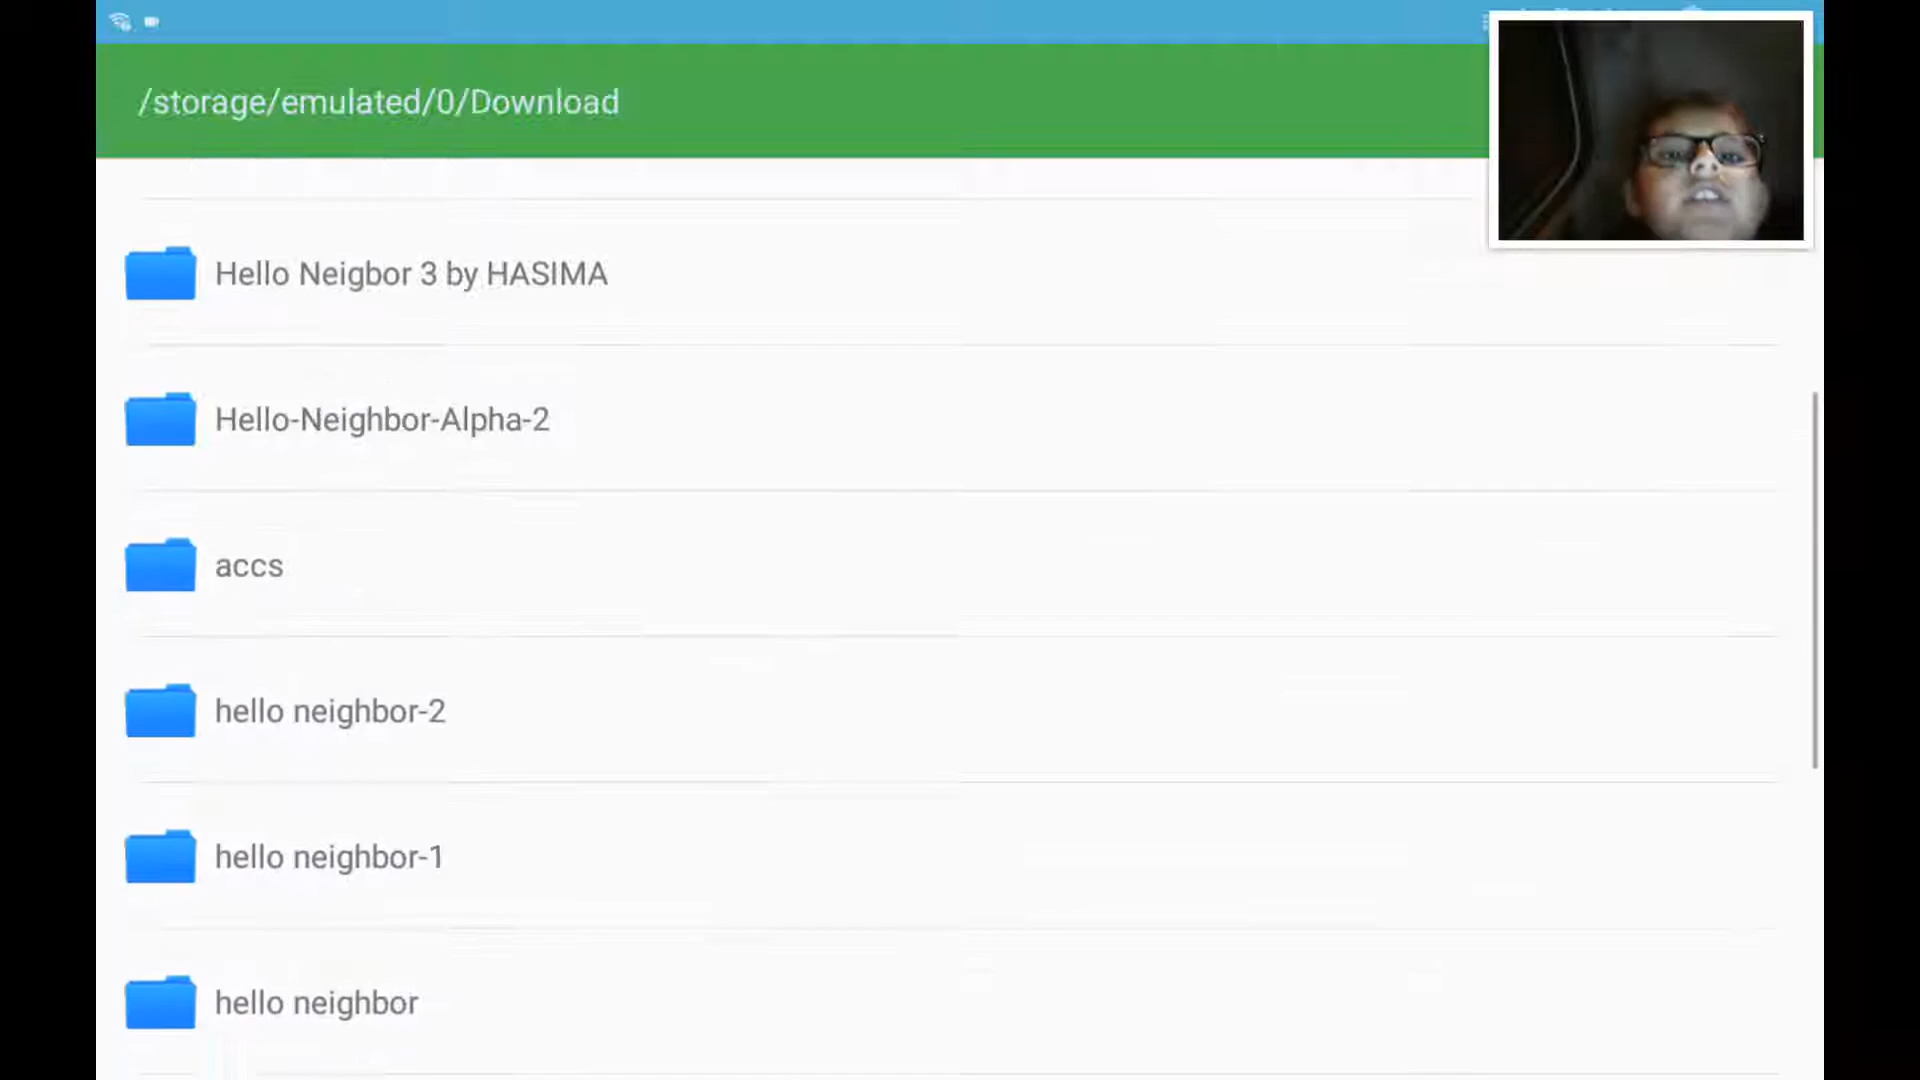 /storage/emulated/0/Download
Hello Neigbor 3 by HASIMA
Hello-Neighbor-Alpha-2
accs
hello neighbor-2
hello neighbor-1
hello neighbor